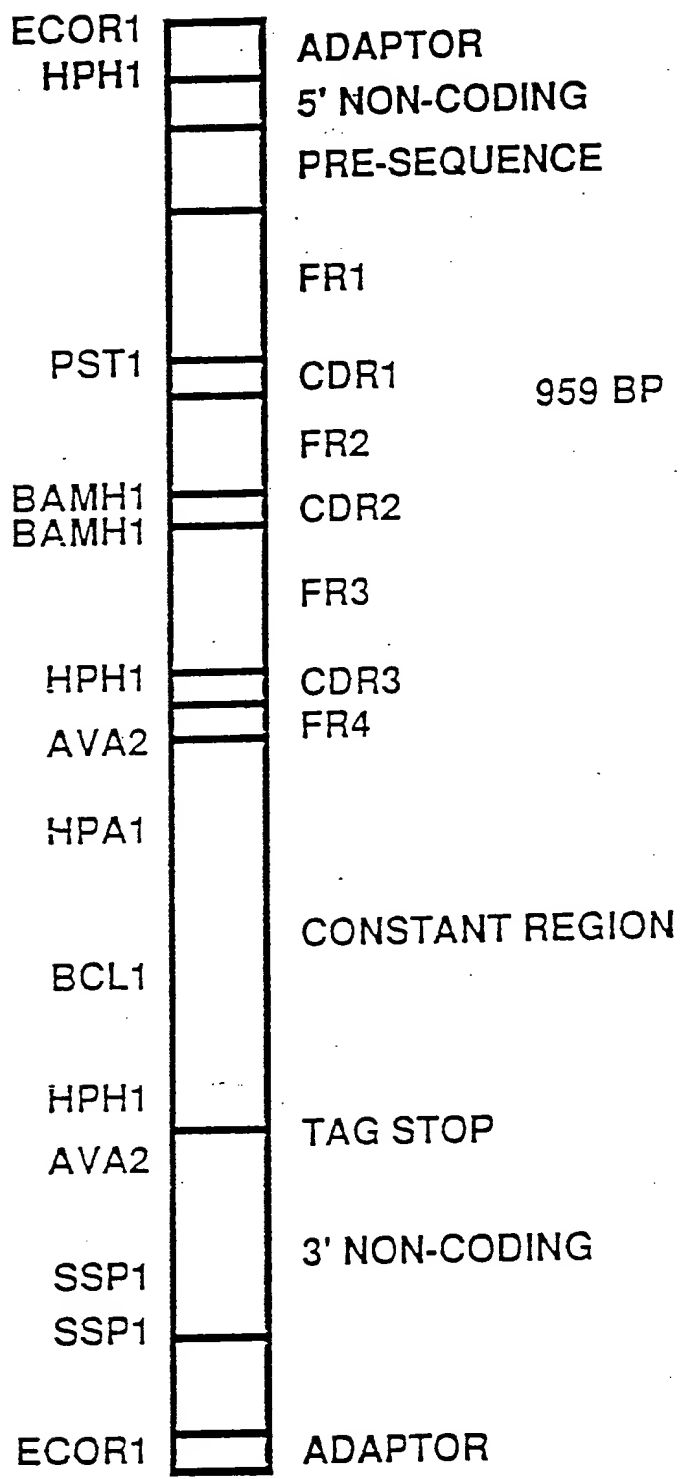 ECOR1 ADAPTOR
HPH1 5' NON-CODING
PRE-SEQUENCE
FR1
PST1 CDR1 959 BP
FR2
BAMH1 CDR2
BAMH1
FR3
HPH1 CDR3
FR4
AVA2
HPA1
CONSTANT REGION
BCL1
HPH1
TAG STOP
AVA2
3' NON-CODING
SSP1
SSP1
ECOR1 ADAPTOR